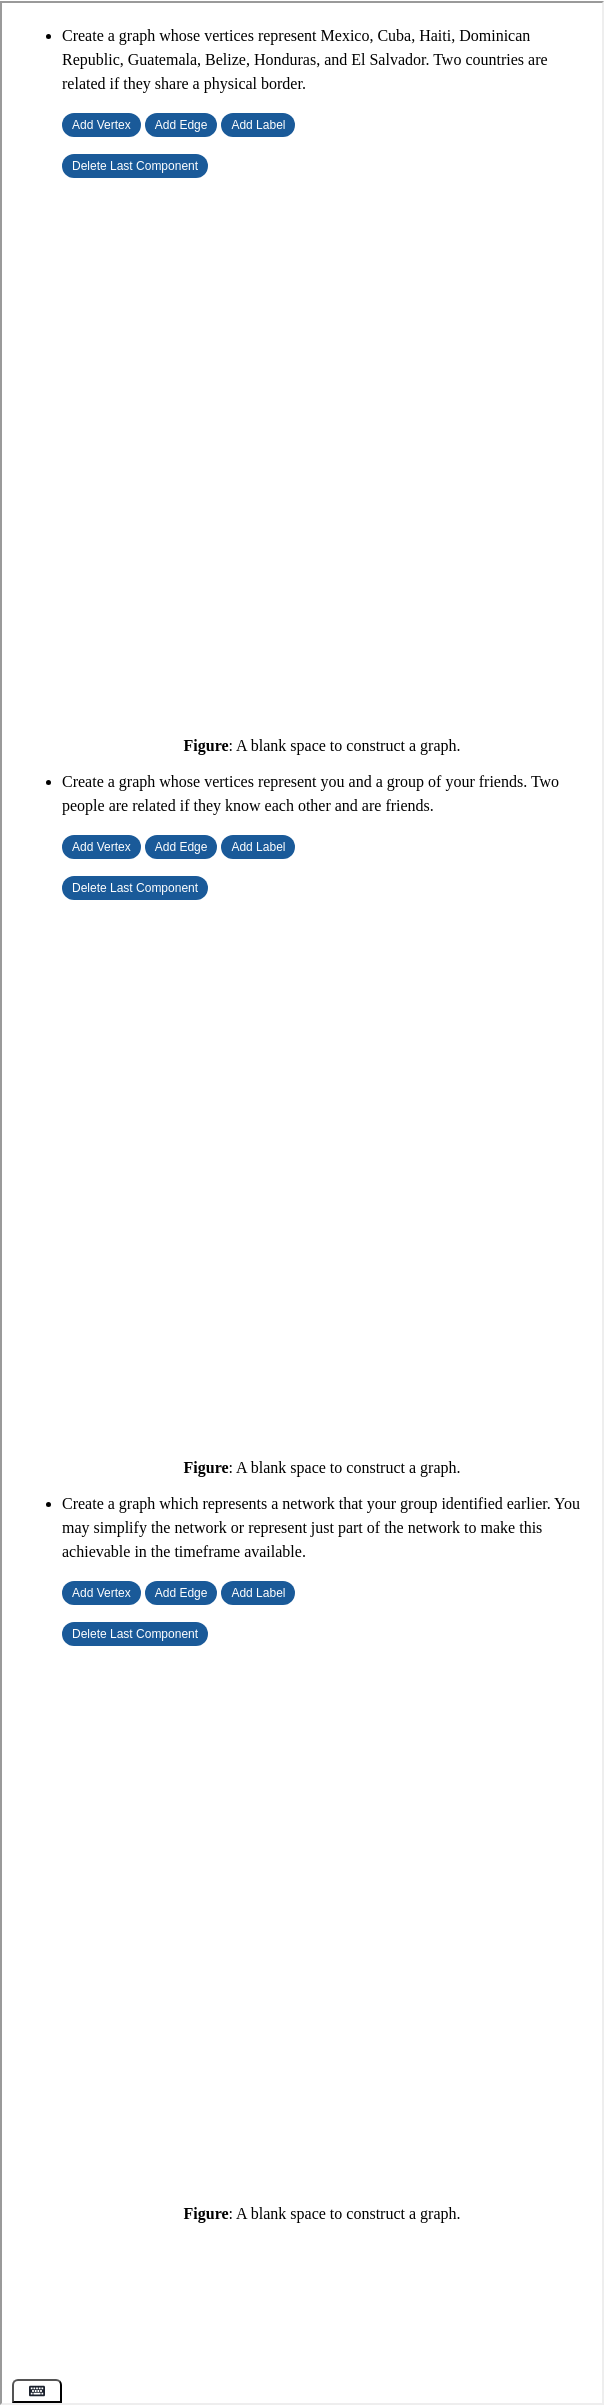 Create a graph whose vertices represent Mexico, Cuba, Haiti, Dominican
Republic, Guatemala, Belize, Honduras, and El Salvador. Two countries are
related if they share a physical border.
Add Vertex Add Edge Add Label
Delete Last Component
Figure: A blank space to construct a graph.
Create a graph whose vertices represent you and a group of your friends. Two
people are related if they know each other and are friends.
Add Vertex Add Edge Add Label
Delete Last Component
Figure: A blank space to construct a graph.
Create a graph which represents a network that your group identified earlier. You
may simplify the network or represent just part of the network to make this
achievable in the timeframe available.
Add Vertex Add Edge Add Label
Delete Last Component
Figure: A blank space to construct a graph.